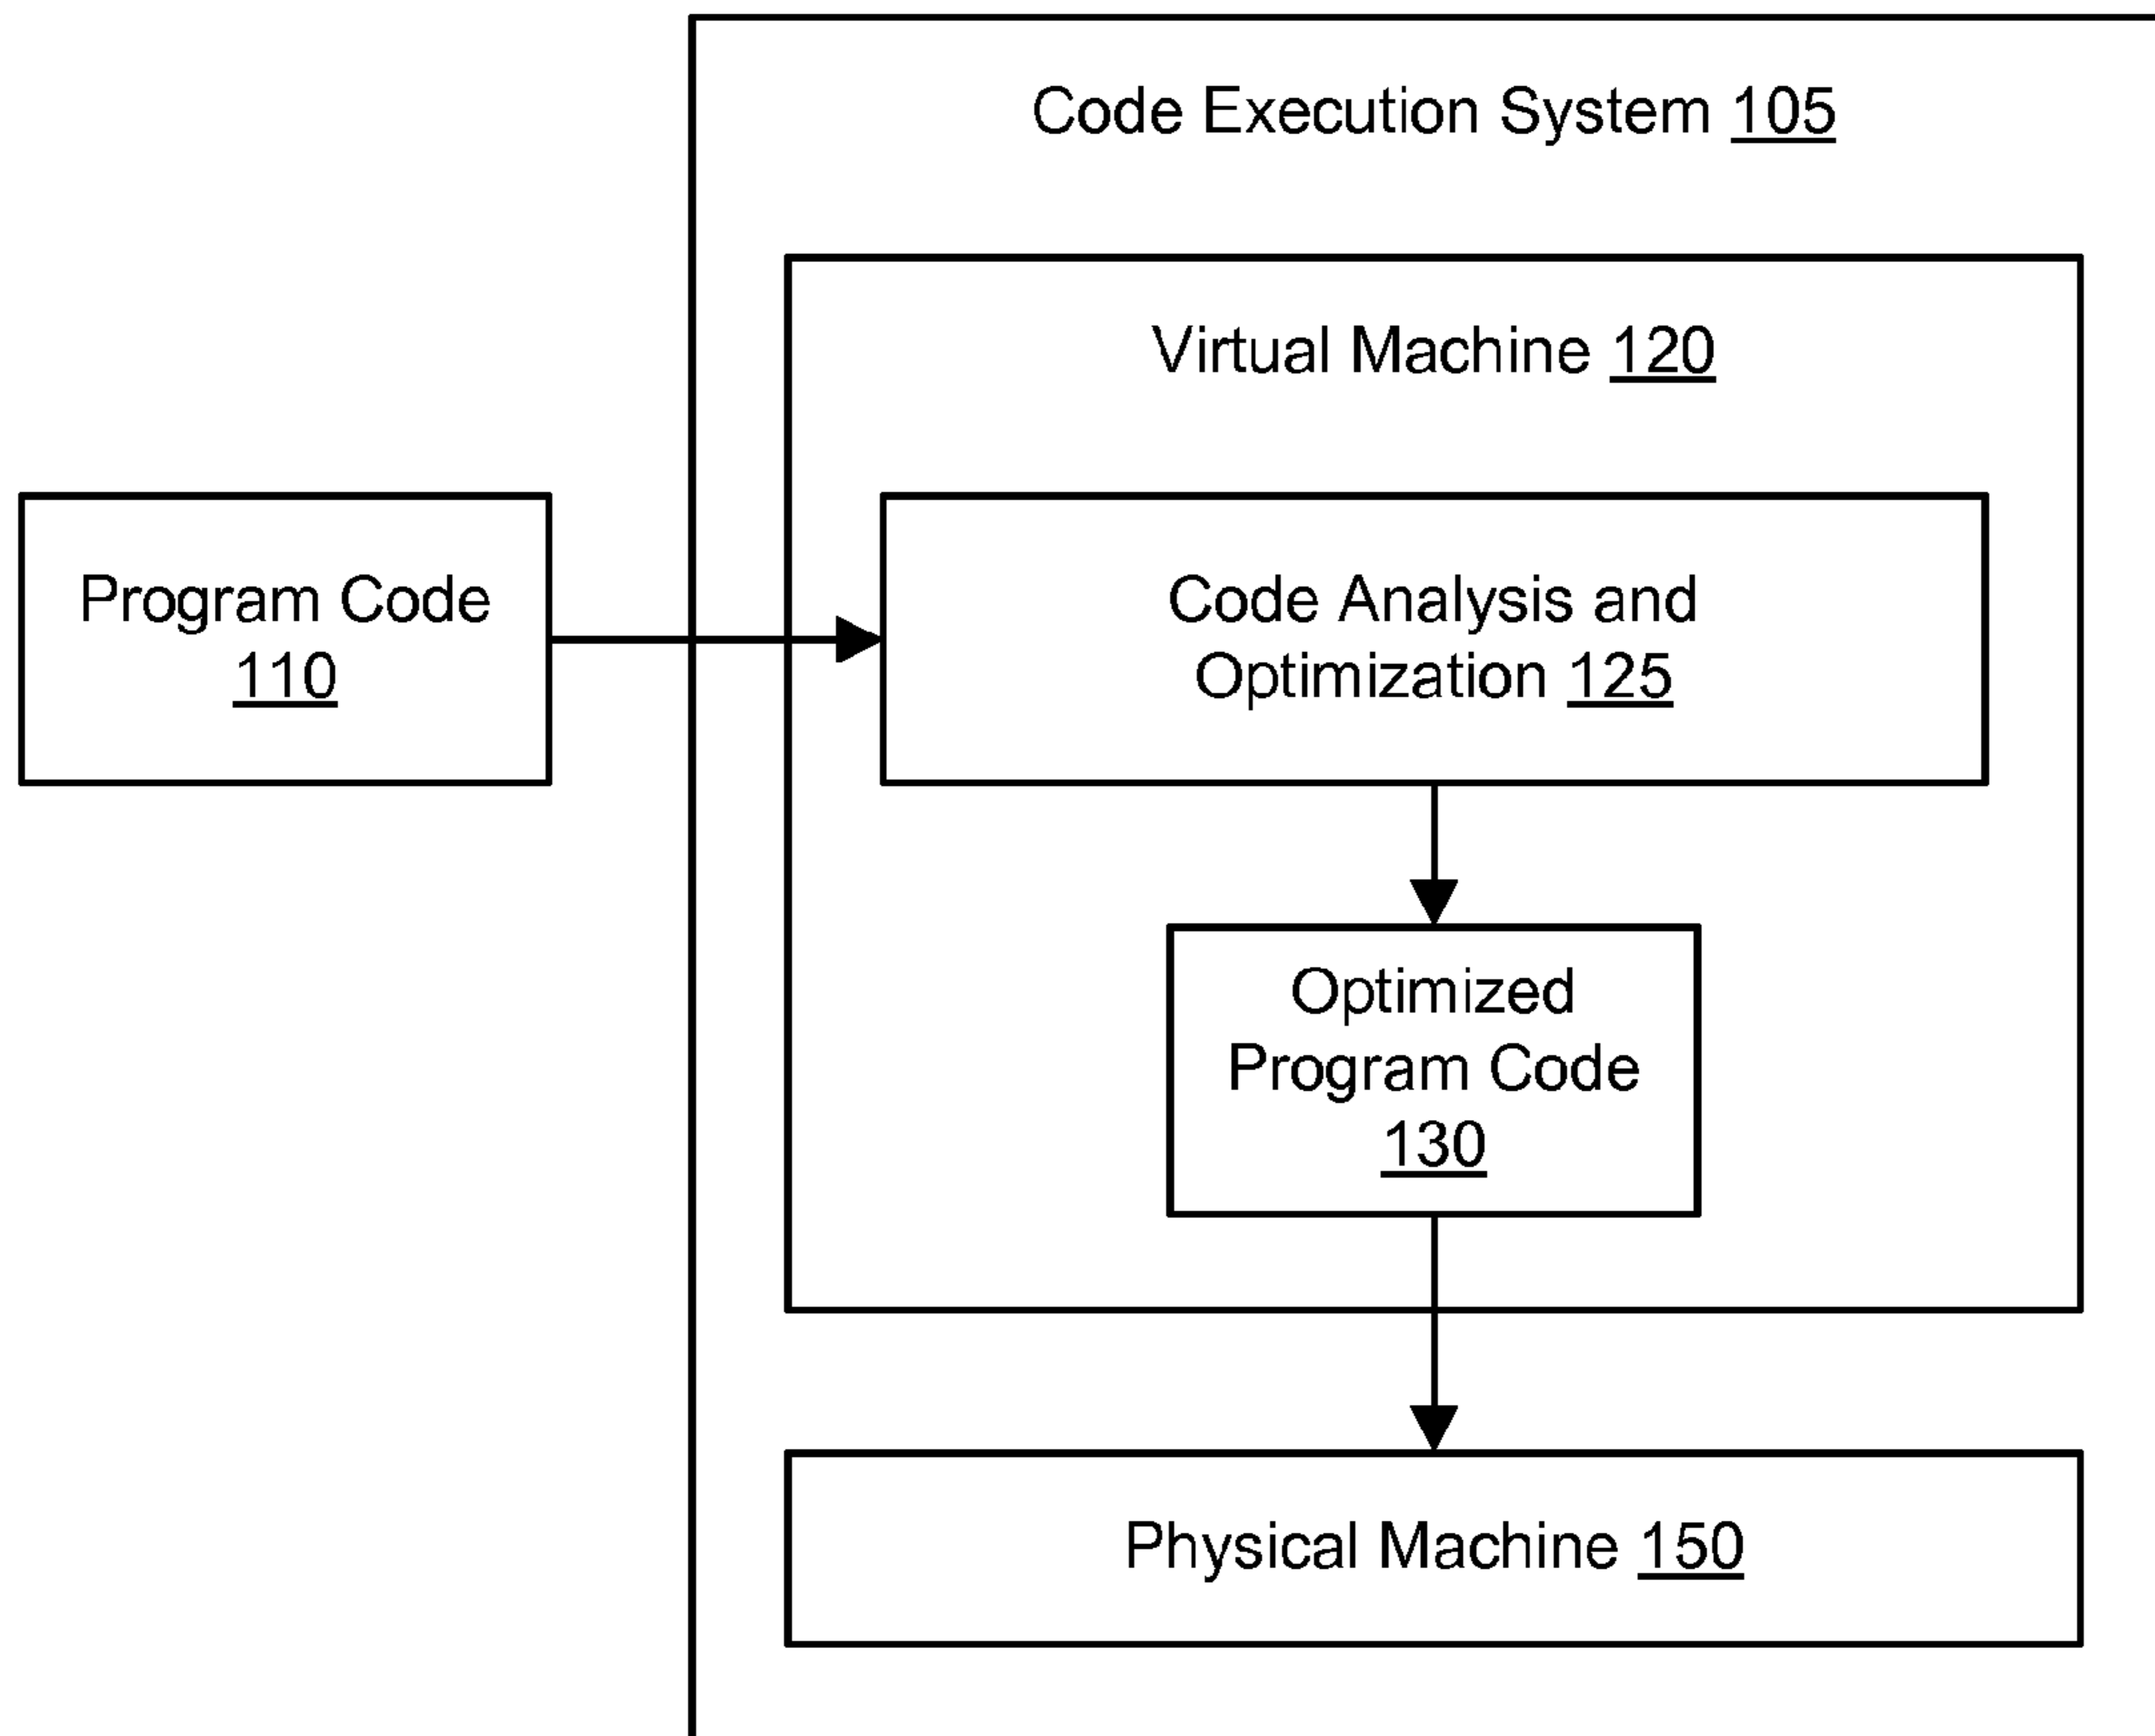 Code Execution System 105
Virtual Machine 120
Program Code
110
Code Analysis and
Optimization 125
Optimized
Program Code
130
Physical Machine 150